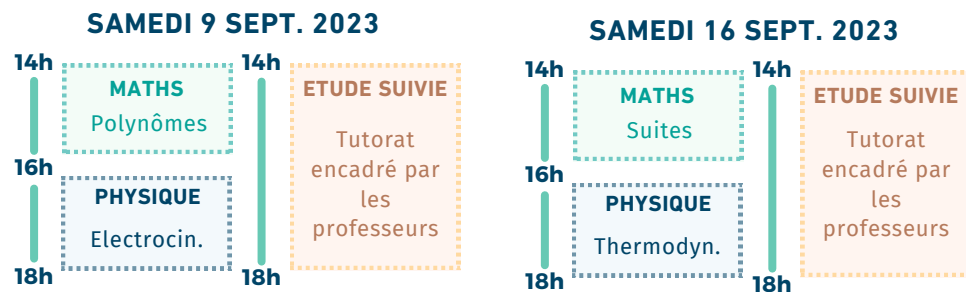 SAMEDI 9 SEPT. 2023
14h
MATHS
Polynômes
16h
PHYSIQUE
Electrocin.
18h
14h
ETUDE SUIVIE
Tutorat
encadré par
les
professeurs
18h
SAMEDI 16 SEPT. 2023
14h
MATHS
Suites
16h
PHYSIQUE
Thermodyn.
18h
14h
ETUDE SUIVIE
Tutorat
encadré par
les
professeurs
18h